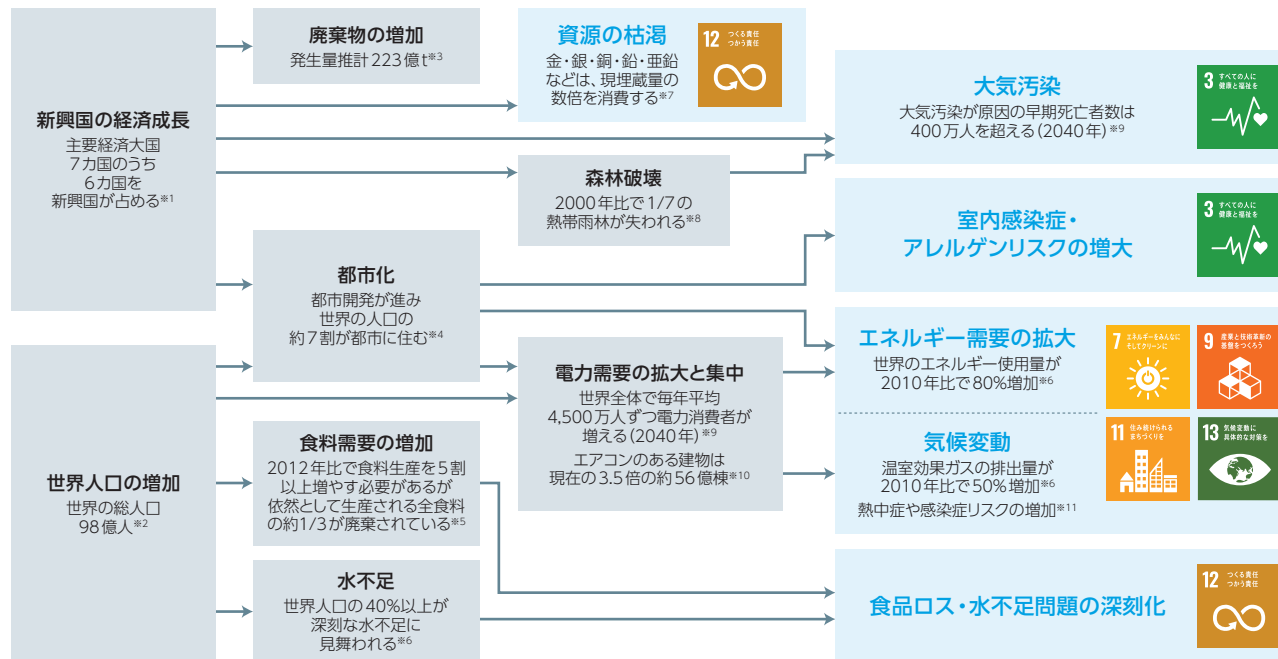 新興国の経済成長
主要経済大国
7カ国のうち
6カ国を
新興国が占める※1
世界人口の増加
世界の総人口
98億人※2
廃棄物の増加
発生量推計223億t※3
都市化
都市開発が進み
世界の人口の
約7割が都市に住む※4
食料需要の増加
2012年比で食料生産を5割
以上増やす必要があるが
依然として生産される全食料
の約1/3が廃棄されている※5
水不足
世界人口の40%以上が
深刻な水不足に
見舞われる※6
資源の枯渇
金・銀・銅・鉛・亜鉛
などは、現埋蔵量の
数倍を消費する※7
12 つくる責任
つかう責任
森林破壊
2000年比で1/7の
熱帯雨林が失われる※8
電力需要の拡大と集中
世界全体で毎年平均
4,500万人ずつ電力消費者が
増える(2040年)※9
エアコンのある建物は
現在の3.5倍の約56億棟※10
大気汚染
大気汚染が原因の早期死亡者数は
400万人を超える(2040年)※9
3 すべての人に
健康と福祉を
室内感染症・
アレルゲンリスクの増大
3 すべての人に
健康と福祉を
エネルギー需要の拡大
世界のエネルギー使用量が
2010年比で80%増加※6
7 エネルギーをみんなに
そしてクリーンに
9 産業と技術革新の
基盤をつくろう
気候変動
温室効果ガスの排出量が
2010年比で50%増加※6
熱中症や感染症リスクの増加※11
11 住み続けられる
まちづくりを
13 気候変動に
具体的な対策を
食品ロス・水不足問題の深刻化
12 つくる責任
つかう責任